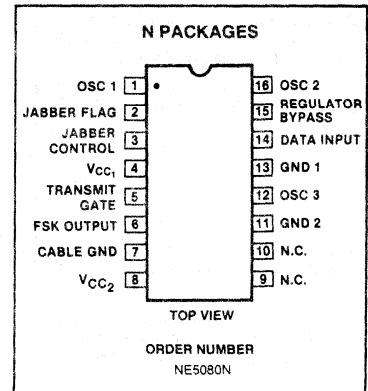 N PACKAGES
OSC 1 1 16 OSC 2
JABBER FLAG 2 15 REGULATOR BYPASS
JABBER CONTROL 3 14 DATA INPUT
VCC1 4 13 GND 1
TRANSMIT GATE 5 12 OSC 3
FSK OUTPUT 6 11 GND 2
CABLE GND 7 10 N.C.
VCC2 8 9 N.C.
TOP VIEW
ORDER NUMBER
NE5080N